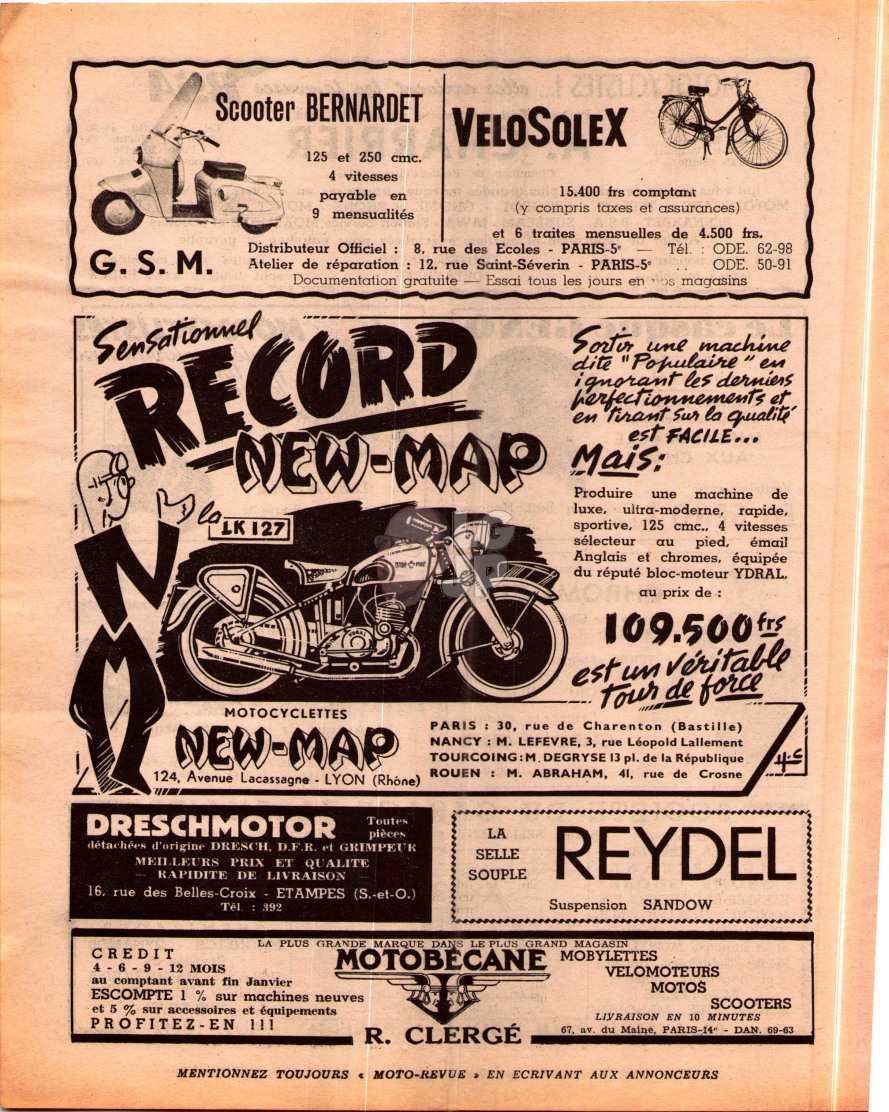 Scooter BERNARDET
125 et 250 cmc.
4 vitesses
payable en
9 mensualités
G. S. M.
VELOSOLEX
15.400 frs comptant
(y compris taxes et assurances)
et 6 traites mensuelles de 4.500 frs.
Distributeur Officiel : 8, rue des Ecoles - PARIS-5e — Tél. : ODE. 62-98
Atelier de réparation : 12, rue Saint-Séverin - PARIS-5e .. ODE. 50-91
Documentation gratuite — Essai tous les jours en nos magasins
Sensationnel
RECORD
NEW-MAP
la
LK 127
NEW MAP
YDRAL
NM
Sortir une machine
dite "Populaire" en
ignorant les derniers
perfectionnements et
en tirant sur la qualité
est FACILE...
Mais:
Produire une machine de
luxe, ultra-moderne, rapide,
sportive, 125 cmc., 4 vitesses
sélecteur au pied, émail
Anglais et chromes, équipée
du réputé bloc-moteur YDRAL,
au prix de :
109.500 frs
est un véritable
tour de force
MOTOCYCLETTES
NEW-MAP
124, Avenue Lacassagne - LYON (Rhône)
PARIS : 30, rue de Charenton (Bastille)
NANCY : M. LEFEVRE, 3, rue Léopold Lallement
TOURCOING : M. DEGRYSE 13 pl. de la République
ROUEN : M. ABRAHAM, 41, rue de Crosne
DRESCHMOTOR Toutes
pièces
détachées d'origine DRESCH, D.F.R. et GRIMPEUR
— MEILLEURS PRIX ET QUALITE
— RAPIDITE DE LIVRAISON —
16, rue des Belles-Croix - ETAMPES (S.-et-O.)
Tél. : 392
LA
SELLE
SOUPLE
REYDEL
Suspension SANDOW
LA PLUS GRANDE MARQUE DANS LE PLUS GRAND MAGASIN
CREDIT
4 - 6 - 9 - 12 MOIS
au comptant avant fin Janvier
ESCOMPTE 1 % sur machines neuves
et 5 % sur accessoires et équipements
PROFITEZ-EN !!!
MOTOBÉCANE
R. CLERGÉ
MOBYLETTES
VELOMOTEURS
MOTOS
SCOOTERS
LIVRAISON EN 10 MINUTES
67, av. du Maine, PARIS-14e - DAN. 69-63
MENTIONNEZ TOUJOURS « MOTO-REVUE » EN ECRIVANT AUX ANNONCEURS